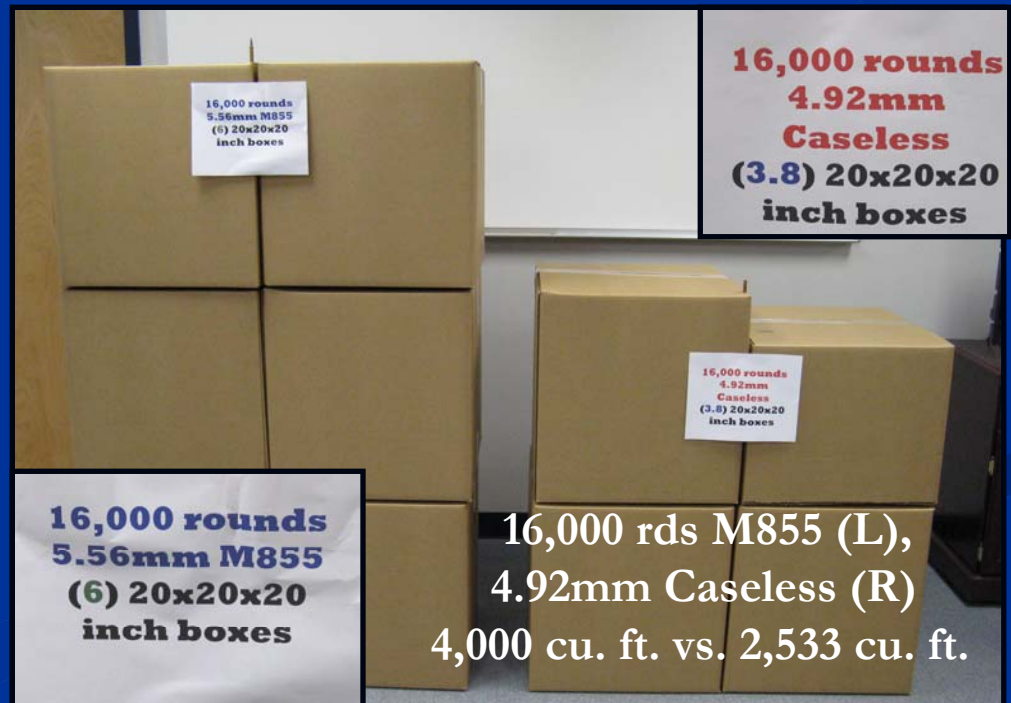 16,000 rounds
5.56mm M855
(6) 20x20x20
inch boxes
16,000 rounds
4.92mm
Caseless
(3.8) 20x20x20
inch boxes
16,000 rounds
4.92mm
Caseless
(3.8) 20x20x20
inch boxes
16,000 rounds
5.56mm M855
(6) 20x20x20
inch boxes
16,000 rds M855 (L),
4.92mm Caseless (R)
4,000 cu. ft. vs. 2,533 cu. ft.